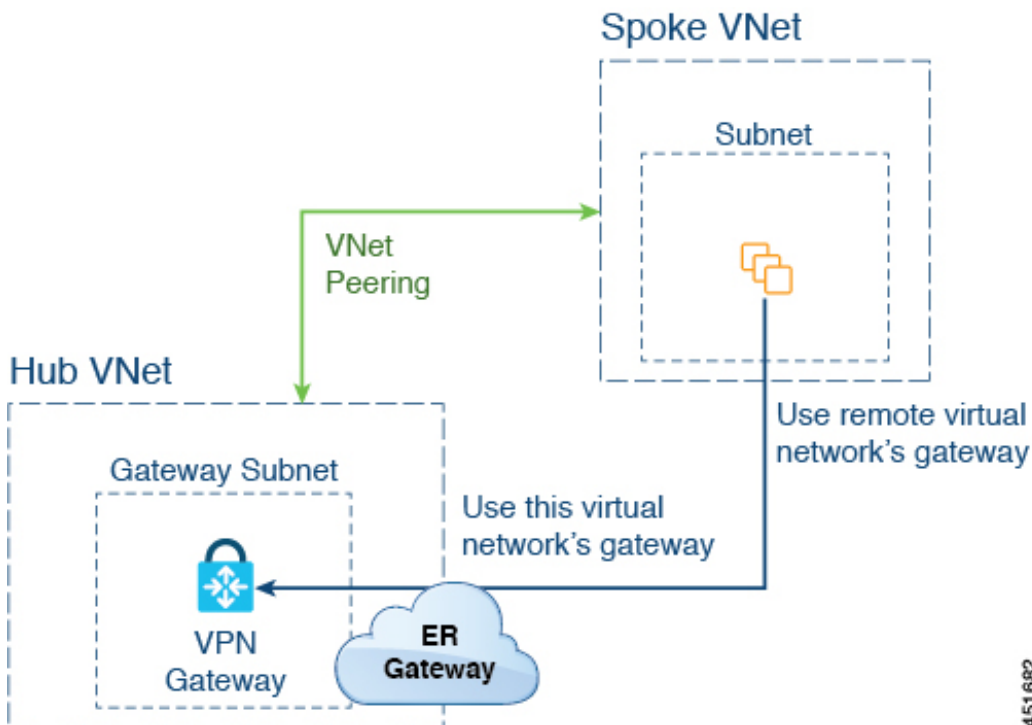 Spoke VNet
Subnet
VNet
Peering
Hub VNet
Use remote virtual
network's gateway
Gateway Subnet
Use this virtual
network's gateway
VPN
Gateway
ER
Gateway
451682